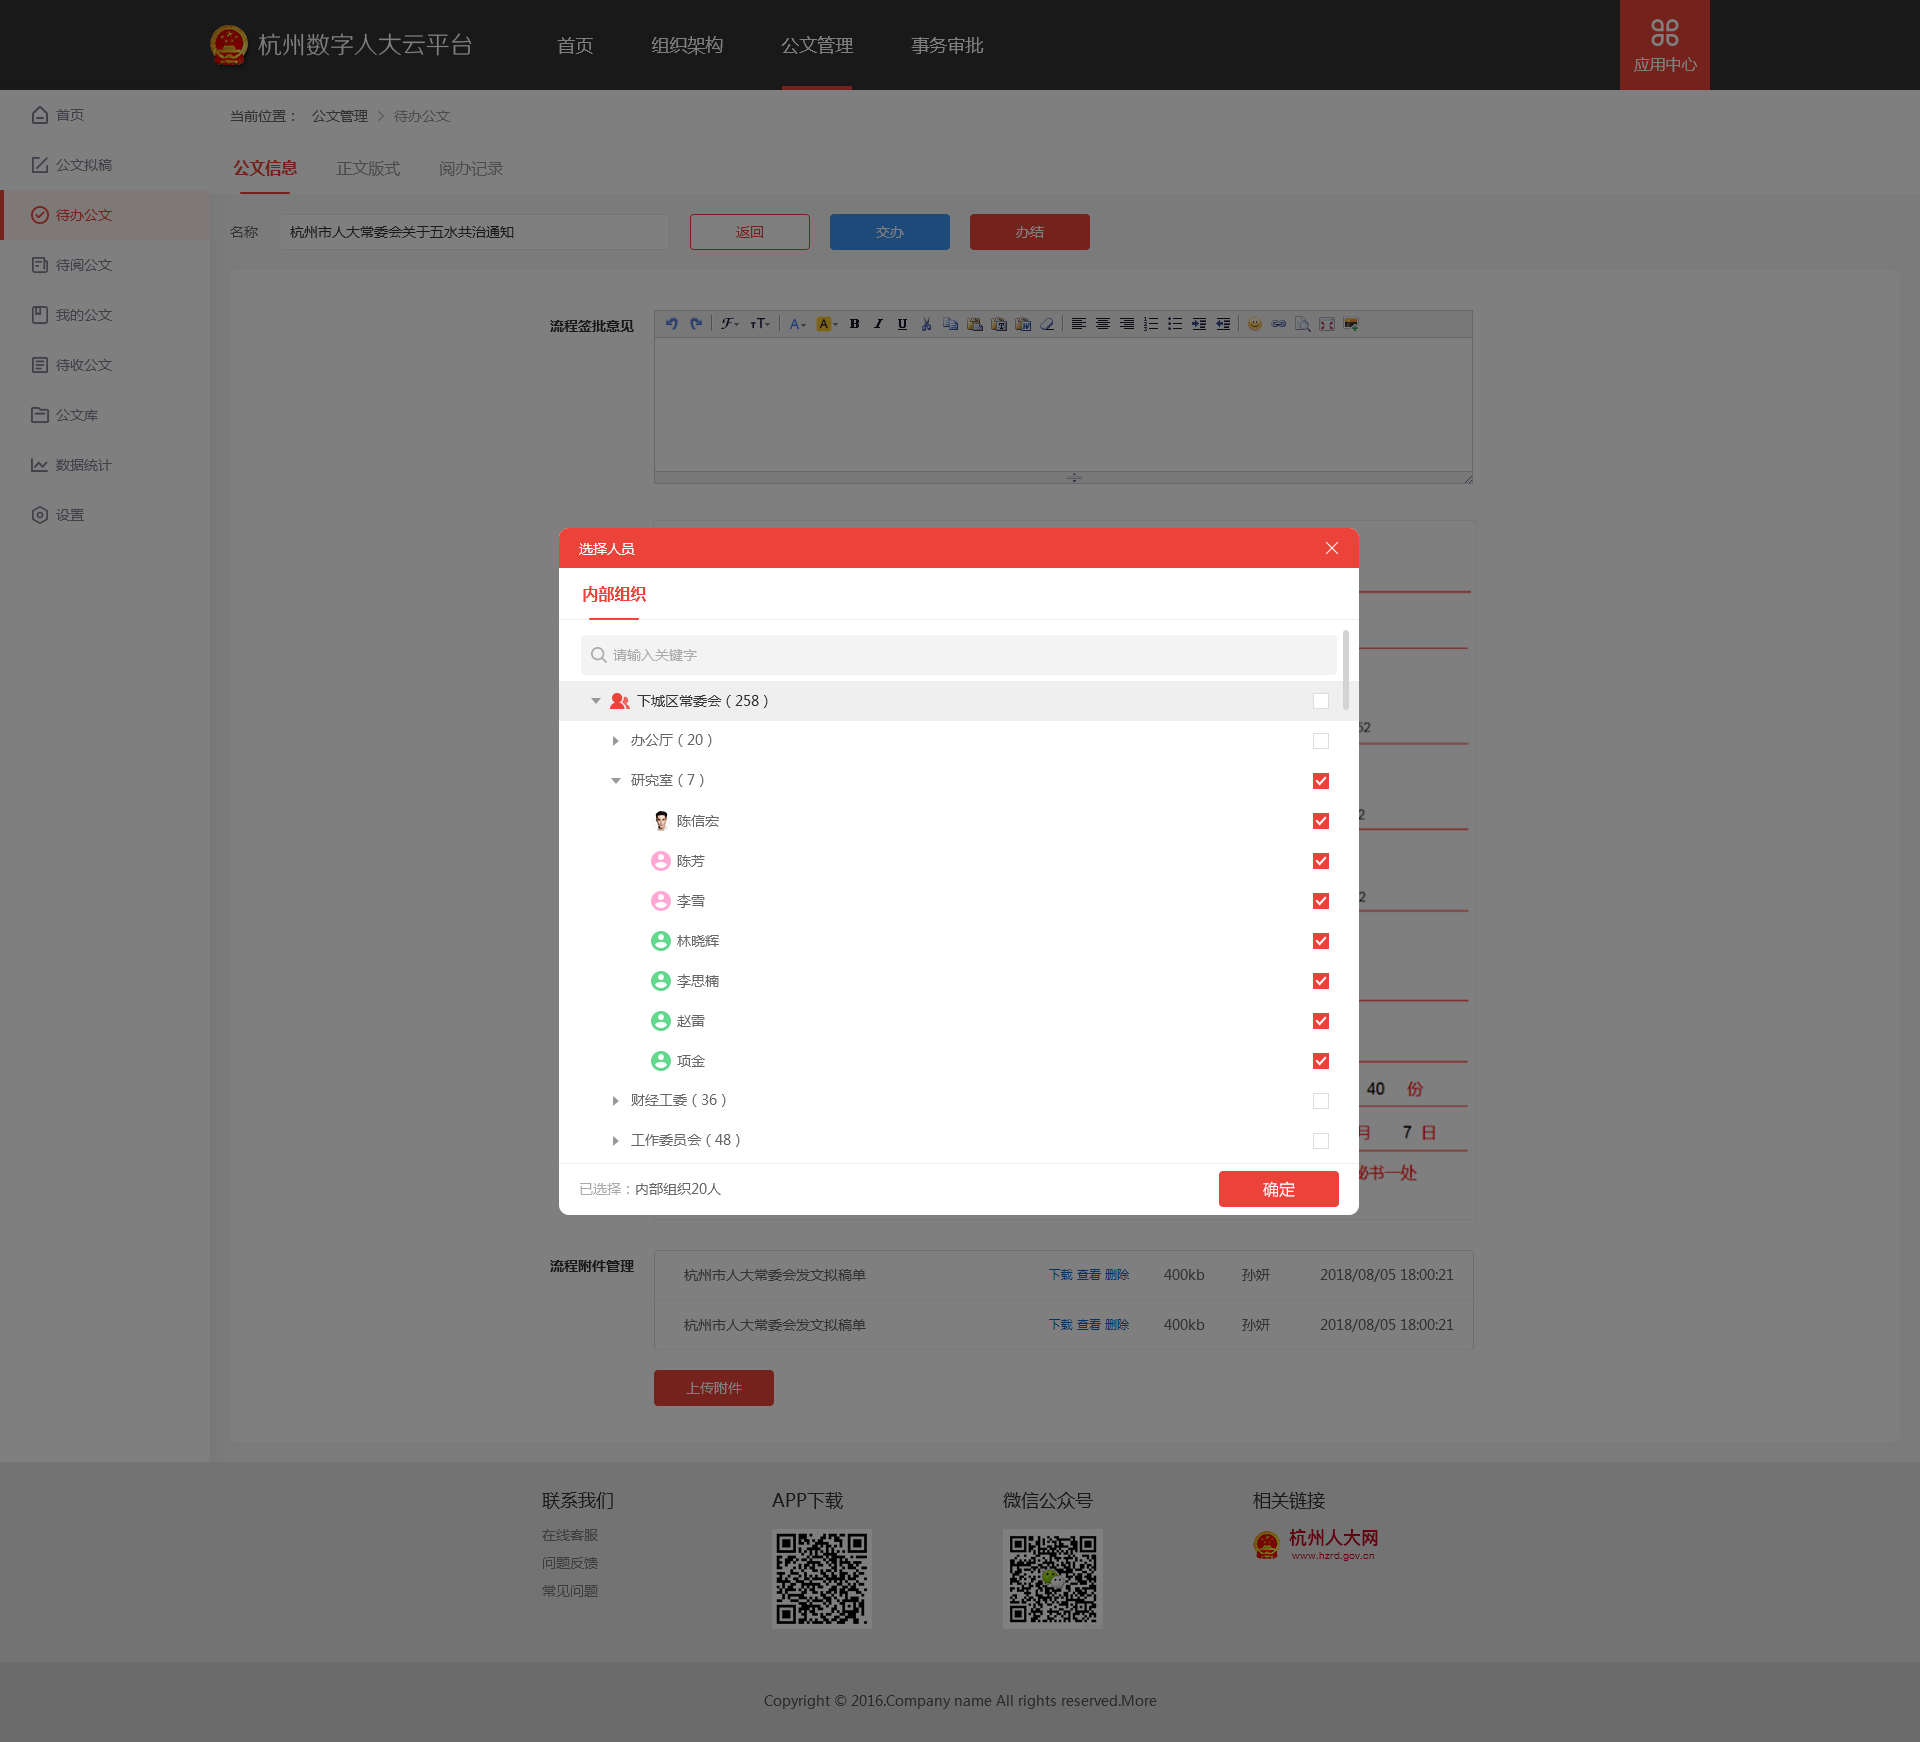 杭州数字人大云平台
首页 组织架构 公文管理 事务审批
应用中心
首页
公文拟稿
待办公文
待阅公文
我的公文
待收公文
公文库
数据统计
设置
当前位置： 公文管理 > 待办公文
公文信息 正文版式 阅办记录
名称 杭州市人大常委会关于五水共治通知 返回 交办 办结
流程签批意见
选择人员
内部组织
请输入关键字
下城区常委会（258）
办公厅（20）
研究室（7）
陈信宏
陈芳
李雪
林晓辉
李思楠
赵雷
项金
财经工委（36）
工作委员会（48）
已选择：内部组织20人 确定
2
2
40 份
月 7 日
书一处
流程附件管理
杭州市人大常委会发文拟稿单 下载 查看 删除 400kb 孙妍 2018/08/05 18:00:21
杭州市人大常委会发文拟稿单 下载 查看 删除 400kb 孙妍 2018/08/05 18:00:21
上传附件
联系我们
在线客服
问题反馈
常见问题
APP下载
微信公众号
相关链接
杭州人大网
www.hzrd.gov.cn
Copyright © 2016.Company name All rights reserved.More